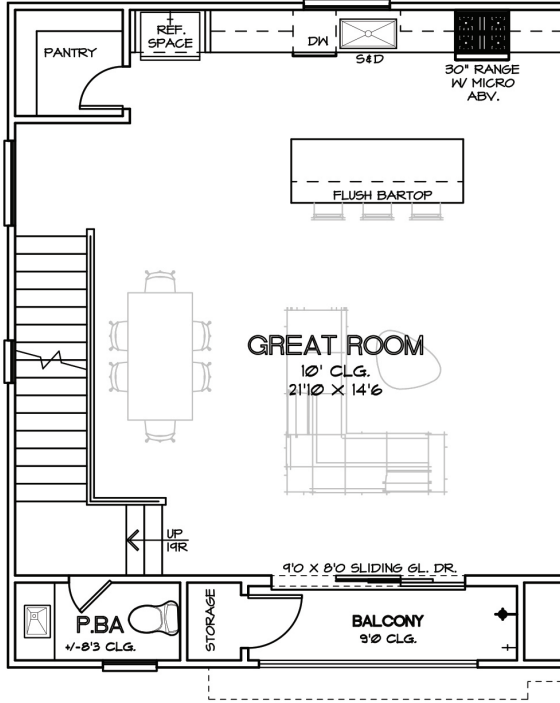 PANTRY
REF.
SPACE
DW
S&D
30" RANGE
W/ MICRO
ABV.
FLUSH BARTOP
GREAT ROOM
10' CLG.
21'10 X 14'6
UP
19R
9'0 X 8'0 SLIDING GL. DR.
P.BA
+/-8'3 CLG.
STORAGE
BALCONY
9'0 CLG.